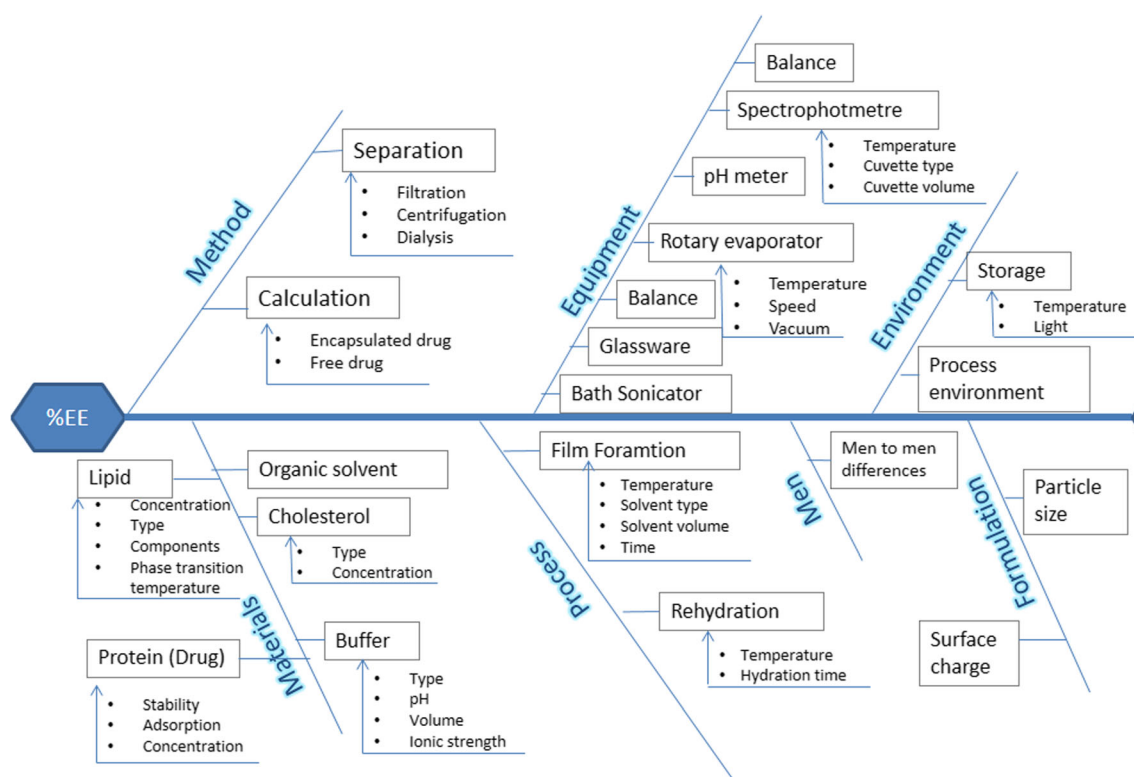 %EE
Method
Separation
• Filtration
• Centrifugation
• Dialysis
Calculation
• Encapsulated drug
• Free drug
Equipment
Balance
Spectrophotmetre
• Temperature
• Cuvette type
• Cuvette volume
pH meter
Rotary evaporator
• Temperature
• Speed
• Vacuum
Balance
Glassware
Bath Sonicator
Environment
Storage
• Temperature
• Light
Process
environment
Materials
Lipid
• Concentration
• Type
• Components
• Phase transition
temperature
Organic solvent
Cholesterol
• Type
• Concentration
Protein (Drug)
• Stability
• Adsorption
• Concentration
Buffer
• Type
• pH
• Volume
• Ionic strength
Process
Film Foramtion
• Temperature
• Solvent type
• Solvent volume
• Time
Rehydration
• Temperature
• Hydration time
Men
Men to men
differences
Formulation
Particle
size
Surface
charge